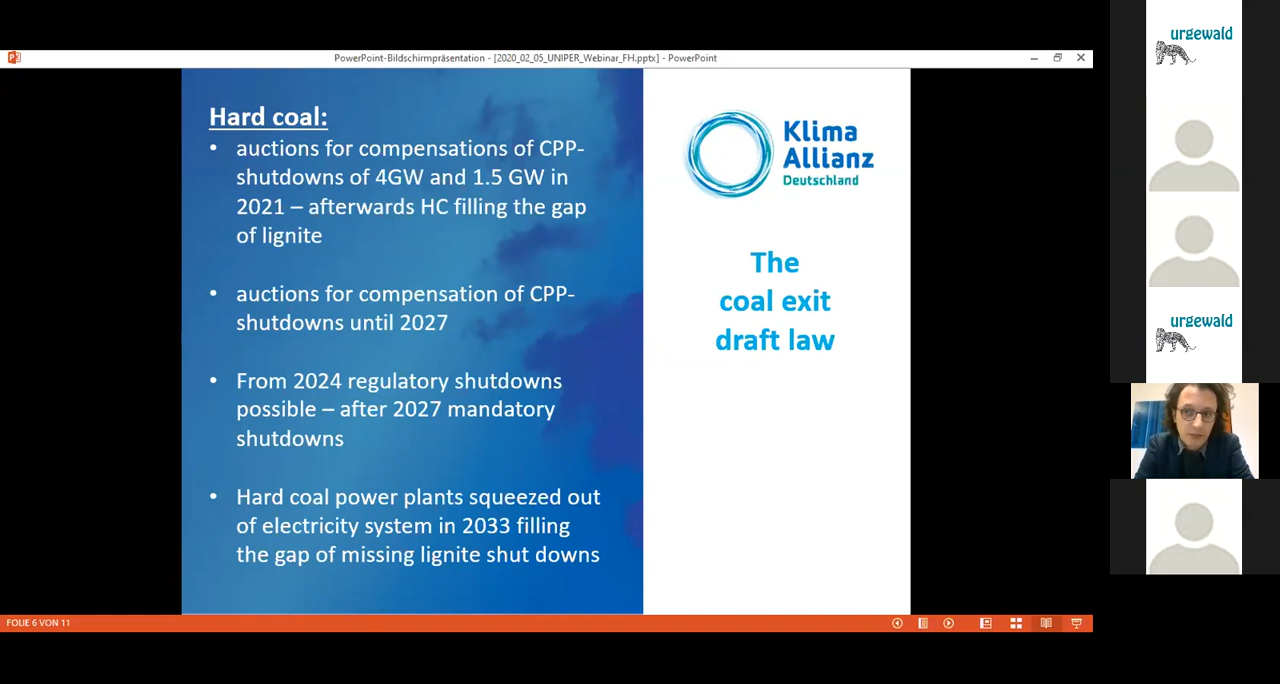 PowerPoint-Bildschirmpräsentation - [2020_02_05_UNIPER_Webinar_FH.pptx] - PowerPoint
Hard coal:
• auctions for compensations of CPP-
shutdowns of 4GW and 1.5 GW in
2021 – afterwards HC filling the gap
of lignite
• auctions for compensation of CPP-
shutdowns until 2027
• From 2024 regulatory shutdowns
possible – after 2027 mandatory
shutdowns
• Hard coal power plants squeezed out
of electricity system in 2033 filling
the gap of missing lignite shut downs
Klima
Allianz
Deutschland
The
coal exit
draft law
FOLIE 6 VON 11
urgewald
urgewald